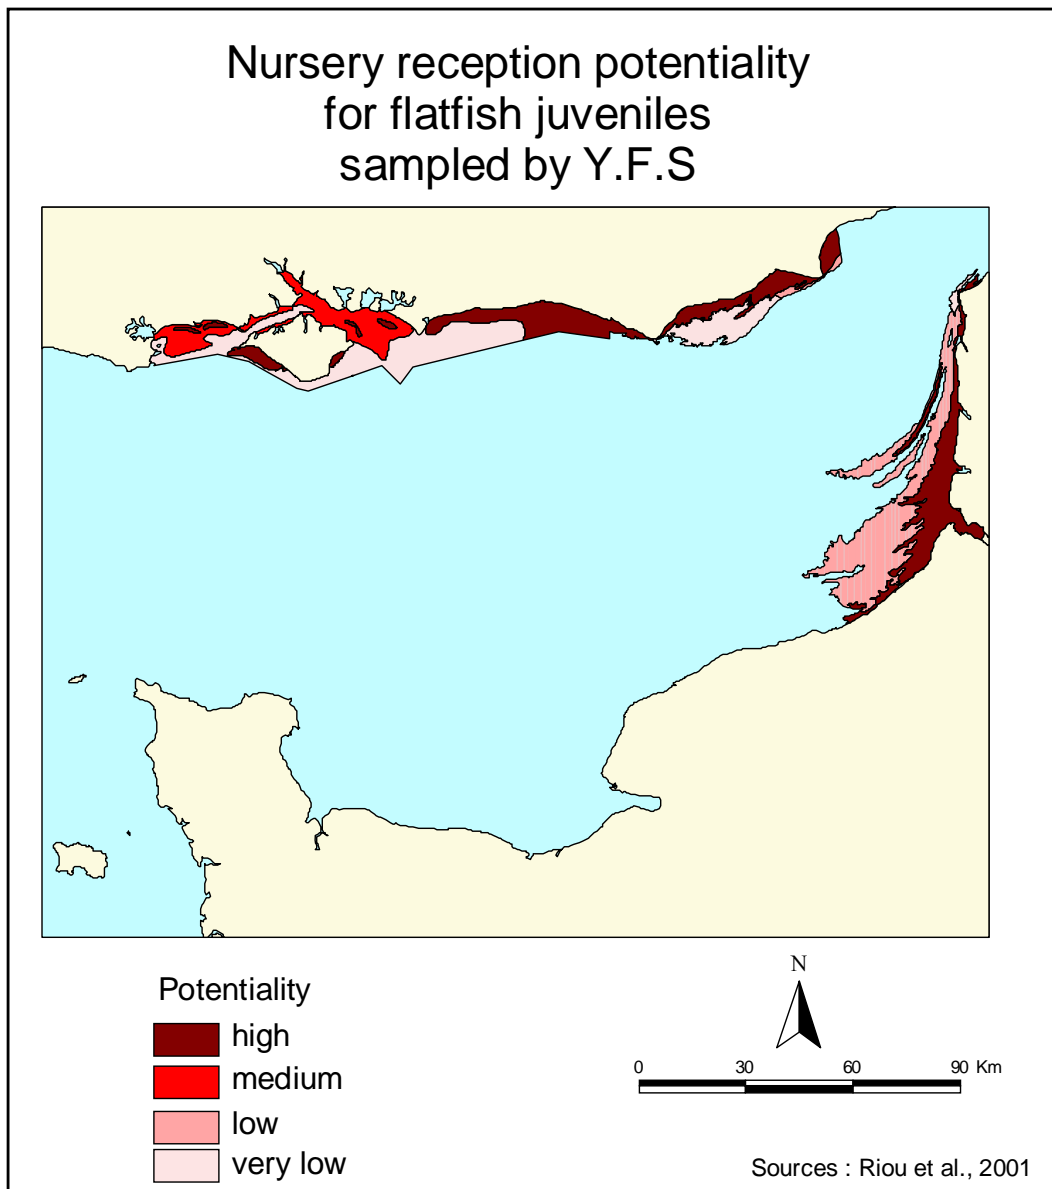 Nursery reception potentiality
for flatfish juveniles
sampled by Y.F.S
Potentiality
high
medium
low
very low
N
0 30 60 90 Km
Sources : Riou et al., 2001